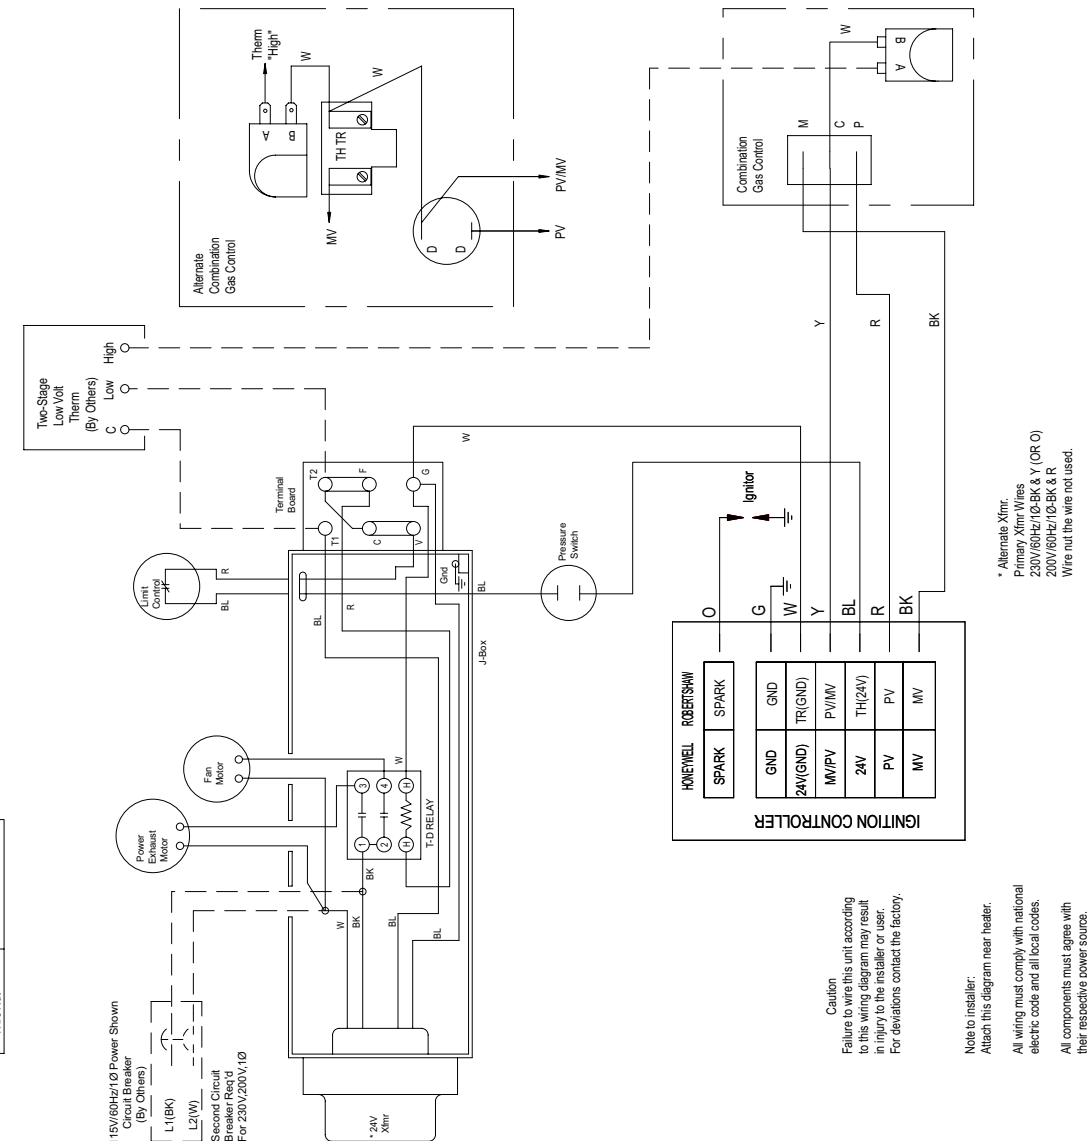 Alternate
Combination
Gas Control
Therm
"High"
W
A
B
TH TR
W
MV
D
D
PV/MV
PV
Combination
Gas Control
W
B
A
M
C
P
Y
R
BK
Two-Stage
Low Volt
Therm
(By Others)
C
Low
High
Terminal
Board
T2
F
G
T1
C
V
W
Limit
Control
R
BL
BL
R
Gnd
BL
J-Box
Pressure
Switch
Ignitor
Fan
Motor
Power
Exhaust
Motor
W
1
3
2
4
H
H
T-D RELAY
BK
W
BK
BL
BL
15V/60Hz/1Ø Power Shown
Circuit Breaker
(By Others)
L1(BK)
L2(W)
Second Circuit
Breaker Req'd
For 230V,200V,1Ø
* 24V
Xfmr
IGNITION CONTROLLER
HONEYWELL ROBERTSHAW
SPARK SPARK O
GND GND G
24V(GND) TR(GND) W
MV/PV PV/MV Y
24V TH(24V) BL
PV PV R
MV MV BK
* Alternate Xfmr.
Primary Xfmr Wires
230V/60Hz/1Ø-BK & Y (OR O)
200V/60Hz/1Ø-BK & R
Wire nut the wire not used.
Caution
Failure to wire this unit according
to this wiring diagram may result
in injury to the installer or user.
For deviations contact the factory.
Note to installer:
Attach this diagram near heater.
All wiring must comply with national
electric code and all local codes.
All components must agree with
their respective power source.